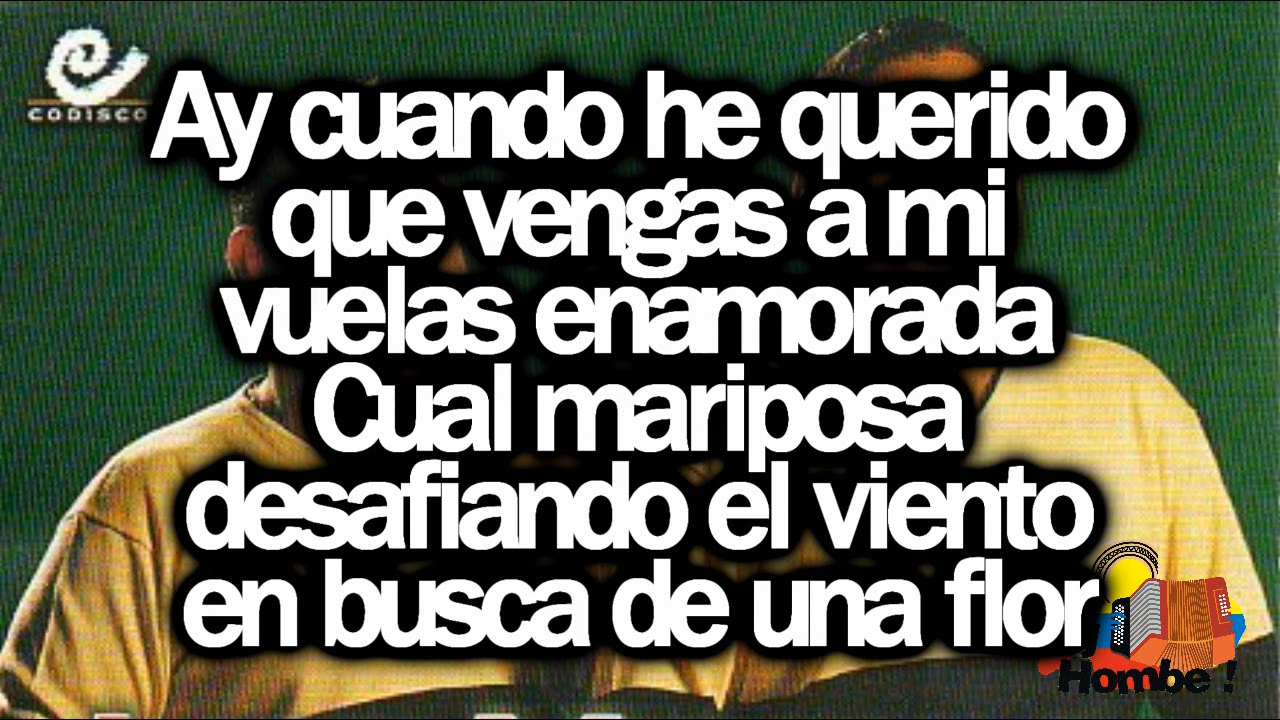 CODISCO
Ay cuando he querido
que vengas a mi
vuelas enamorada
Cual mariposa
desafiando el viento
en busca de una flor
Hombe !